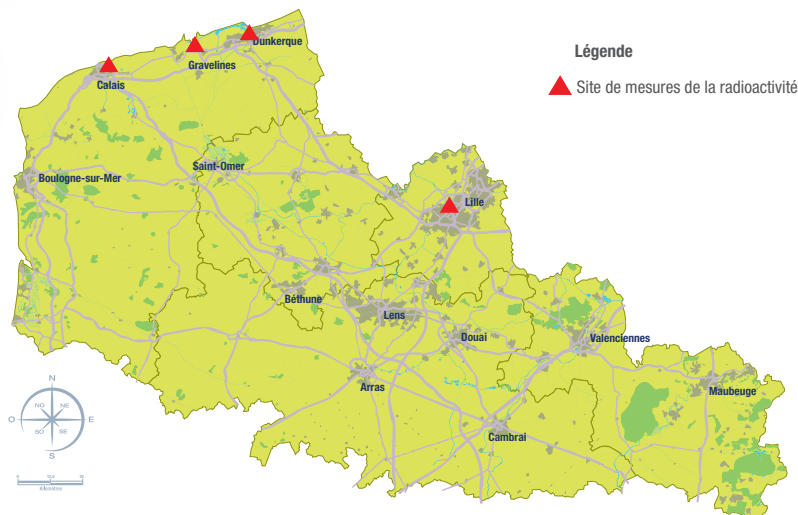 Dunkerque
Gravelines
Calais
Légende
Site de mesures de la radioactivité
Saint-Omer
Boulogne-sur-Mer
Lille
Béthune
Lens
Douai
Valenciennes
Arras
Maubeuge
Cambrai
N
NO NE
O E
SO SE
S
Kilomètres